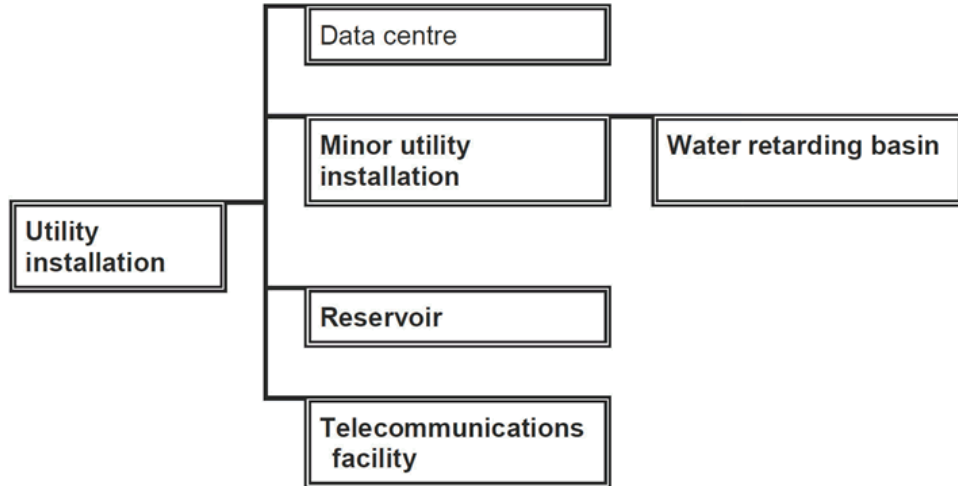 Data centre
Minor utility
installation
Water retarding basin
Utility
installation
Reservoir
Telecommunications
facility